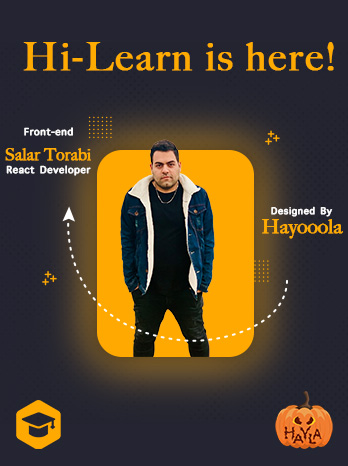 Hi-Learn is here!
Front-end
Salar Torabi
React Developer
Designed By
Hayooola
HAYLA